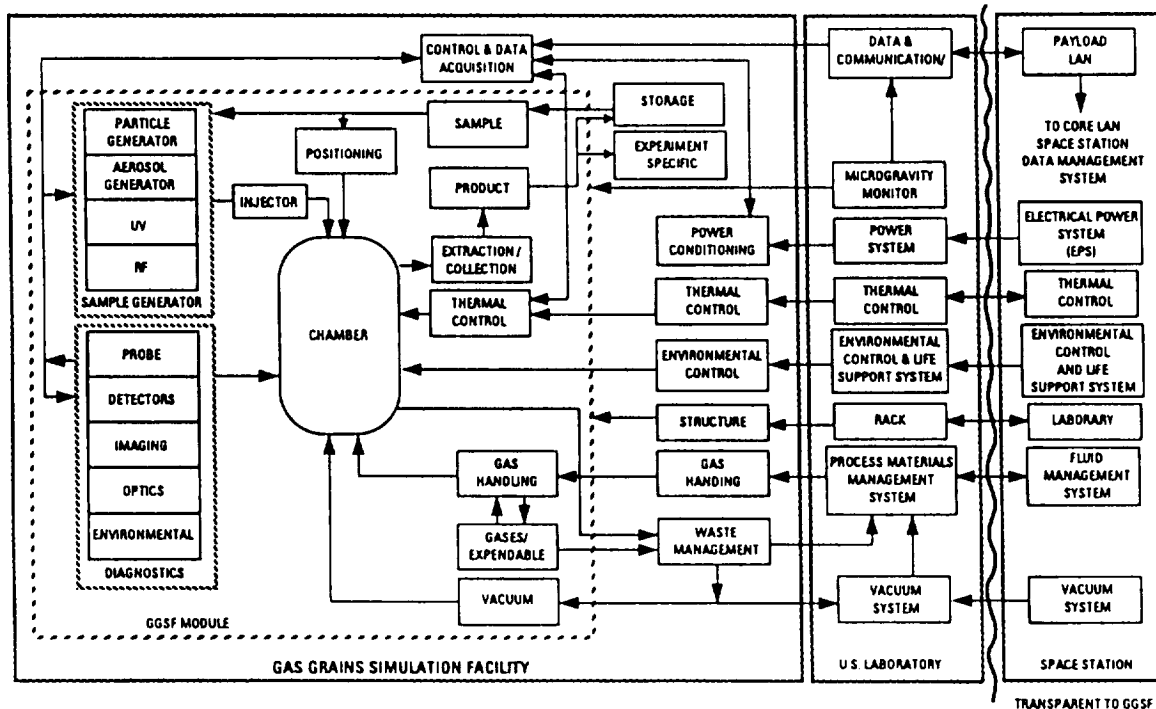 CONTROL & DATA
ACQUISITION
DATA &
COMMUNICATION/
PAYLOAD
LAN
STORAGE
SAMPLE
PARTICLE
GENERATOR
AEROSOL
GENERATOR
UV
RF
SAMPLE GENERATOR
POSITIONING
EXPERIMENT
SPECIFIC
TO CORE LAN
SPACE STATION
DATA MANAGEMENT
SYSTEM
INJECTOR
PRODUCT
MICROGRAVITY
MONITOR
EXTRACTION /
COLLECTION
POWER
CONDITIONING
POWER
SYSTEM
ELECTRICAL POWER
SYSTEM
(EPS)
CHAMBER
THERMAL
CONTROL
THERMAL
CONTROL
THERMAL
CONTROL
THERMAL
CONTROL
PROBE
DETECTORS
IMAGING
OPTICS
ENVIRONMENTAL
DIAGNOSTICS
ENVIRONMENTAL
CONTROL
ENVIRONMENTAL
CONTROL & LIFE
SUPPORT SYSTEM
ENVIRONMENTAL
CONTROL
AND LIFE
SUPPORT SYSTEM
STRUCTURE
RACK
LABORARY
GAS
HANDLING
GAS
HANDING
PROCESS MATERIALS
MANAGEMENT
SYSTEM
FLUID
MANAGEMENT
SYSTEM
GASES/
EXPENDABLE
WASTE
MANAGEMENT
VACUUM
VACUUM
SYSTEM
VACUUM
SYSTEM
GGSF MODULE
GAS GRAINS SIMULATION FACILITY
U.S. LABORATORY
SPACE STATION
TRANSPARENT TO GGSF